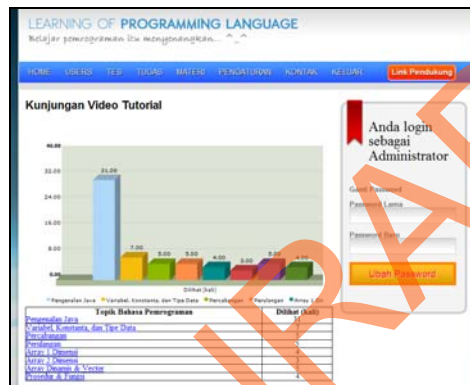 LEARNING OF PROGRAMMING LANGUAGE
Belajar pemrograman itu menyenangkan... ^_^
HOME USERS TES TUGAS MATERI PENGATURAN KONTAK KELUAR Link Pendukung
Kunjungan Video Tutorial
40.00
32.00
24.00
16.00
8.00
0.00
31.00
7.00
5.00
5.00
4.00
3.00
5.00
4.00
Dilihat (kali)
Pengenalan Java Variabel, Konstanta, dan Tipe Data Percabangan Perulangan Array 1 Di
Topik Bahasa Pemrograman Dilihat (kali)
Pengenalan Java
Variabel, Konstanta, dan Tipe Data
Percabangan
Perulangan
Array 1 Dimensi
Array 2 Dimensi
Array Dinamis & Vector
Prosedur & Fungsi
Anda login
sebagai
Administrator
Ganti Password
Password Lama
Password Baru
Ubah Password